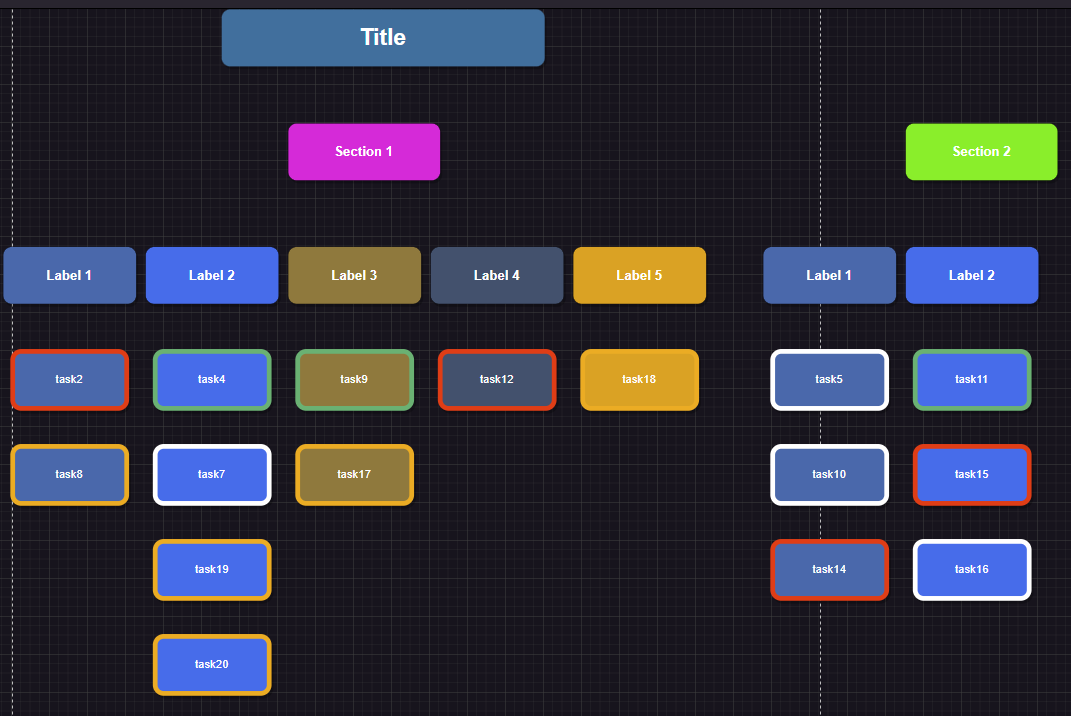 Title
Section 1
Section 2
Label 1
Label 2
Label 3
Label 4
Label 5
Label 1
Label 2
task2
task4
task9
task12
task18
task5
task11
task8
task7
task17
task10
task15
task19
task14
task16
task20